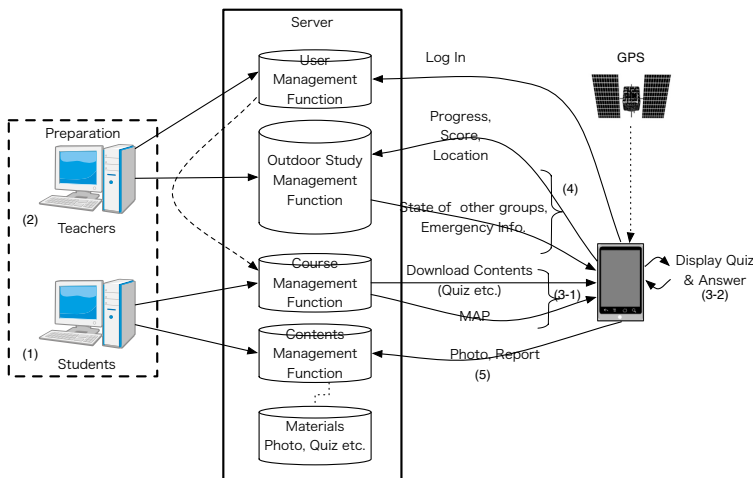 Server
User
Management
Function
Log In
GPS
Preparation
(2)
Teachers
Outdoor Study
Management
Function
Progress,
Score,
Location
(4)
State of other groups,
Emergency Info.
Course
Management
Function
Download Contents
(Quiz etc.)
(3-1)
MAP
Display Quiz
& Answer
(3-2)
(1)
Students
Contents
Management
Function
Photo, Report
(5)
Materials
Photo, Quiz etc.